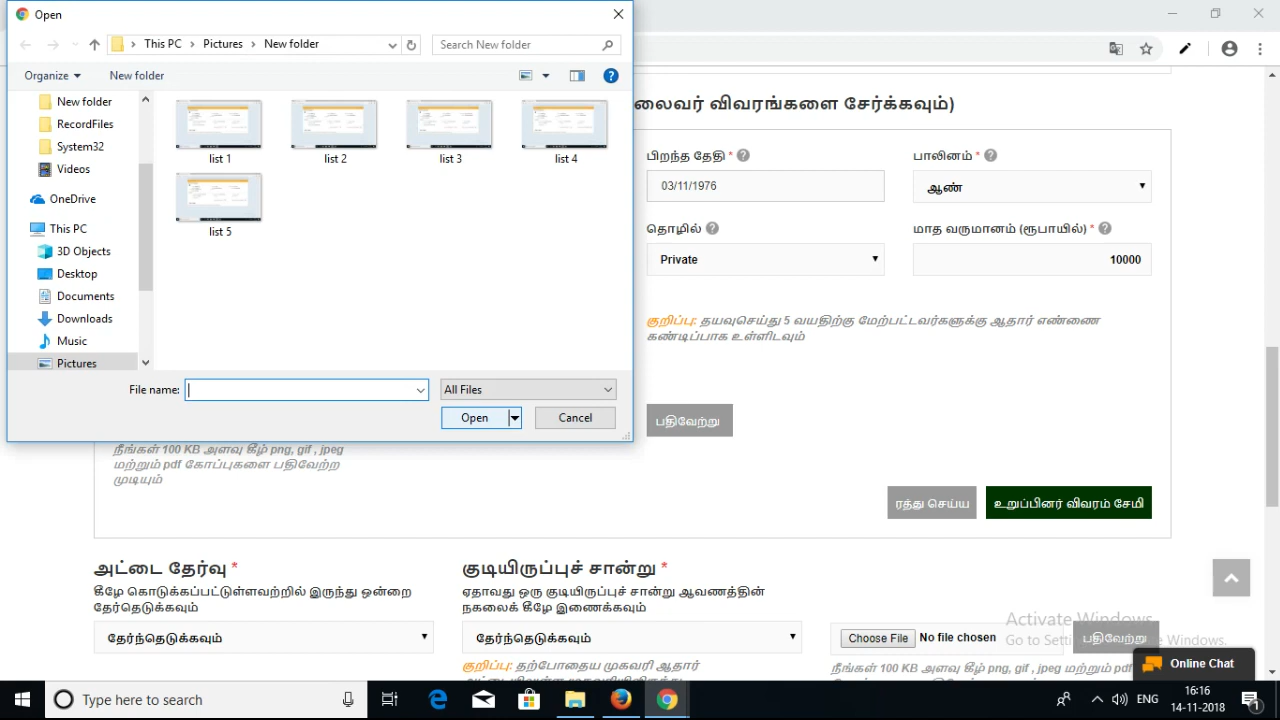 Open
This PC › Pictures › New folder
Search New folder
Organize
New folder
New folder
RecordFiles
System32
Videos
OneDrive
This PC
3D Objects
Desktop
Documents
Downloads
Music
Pictures
list 1
list 2
list 3
list 4
list 5
File name:
All Files
Open
Cancel
லைவர் விவரங்களை சேர்க்கவும்)
பிறந்த தேதி *
பாலினம் *
03/11/1976
ஆண்
தொழில்
மாத வருமானம் (ரூபாயில்) *
Private
10000
குறிப்பு: தயவுசெய்து 5 வயதிற்கு மேற்பட்டவர்களுக்கு ஆதார் எண்ணை
கண்டிப்பாக உள்ளிடவும்
பதிவேற்று
நீங்கள் 100 KB அளவு கீழ் png, gif , jpeg
மற்றும் pdf கோப்புகளை பதிவேற்ற
முடியும்
ரத்து செய்ய
உறுப்பினர் விவரம் சேமி
அட்டை தேர்வு *
கீழே கொடுக்கப்பட்டுள்ளவற்றில் இருந்து ஒன்றை
தேர்தெடுக்கவும்
தேர்ந்தெடுக்கவும்
குடியிருப்புச் சான்று *
ஏதாவது ஒரு குடியிருப்புச் சான்று ஆவணத்தின்
நகலைக் கீழே இணைக்கவும்
தேர்ந்தெடுக்கவும்
குறிப்பு: தற்போதைய முகவரி ஆதார்
Choose File No file chosen
பதிவேற்று
நீங்கள் 100 KB அளவு கீழ் png, gif , jpeg மற்றும் pdf
Activate Windows
Go to Setti
e Windows.
Online Chat
Type here to search
ENG
16:16
14-11-2018
1